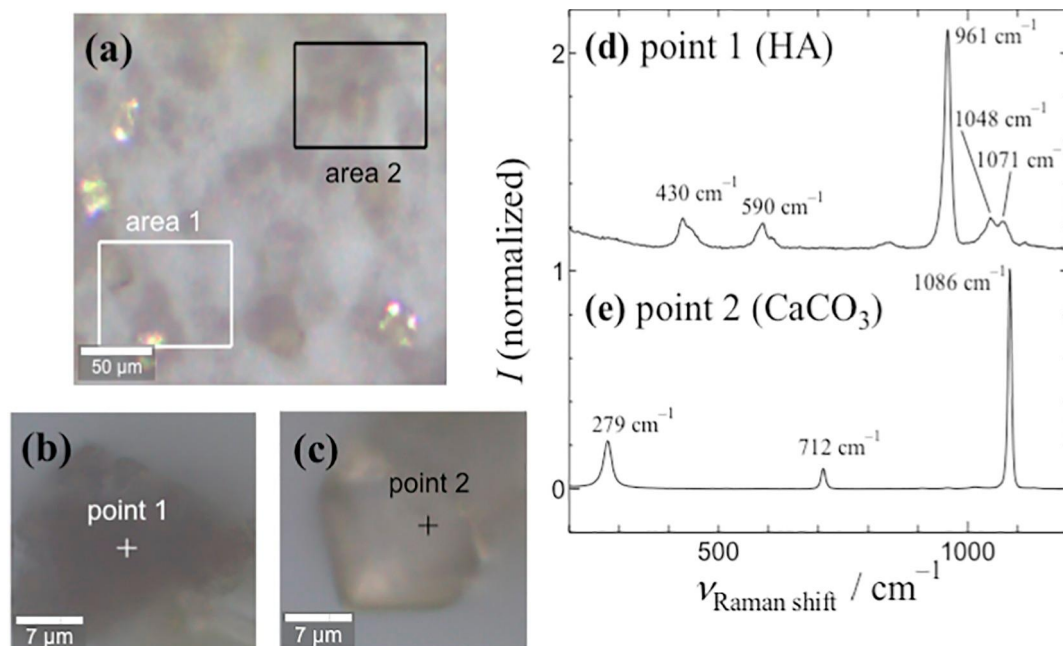 (a)
area 2
area 1
50 µm
(b)
point 1
7 µm
(c)
point 2
7 µm
I (normalized)
2
1
0
(d) point 1 (HA)
961 cm⁻¹
1048 cm⁻¹
1071 cm⁻
430 cm⁻¹
590 cm⁻¹
(e) point 2 (CaCO₃)
1086 cm⁻¹
279 cm⁻¹
712 cm⁻¹
500
1000
νRaman shift / cm⁻¹